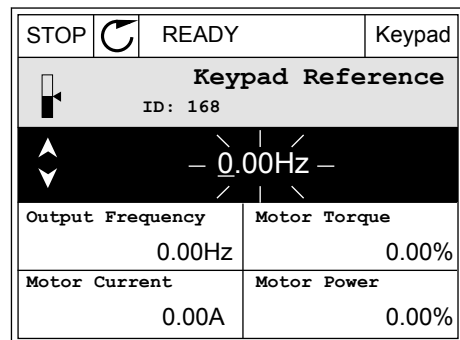 STOP READY Keypad
Keypad Reference
ID: 168
0.00Hz
Output Frequency Motor Torque
0.00Hz 0.00%
Motor Current Motor Power
0.00A 0.00%